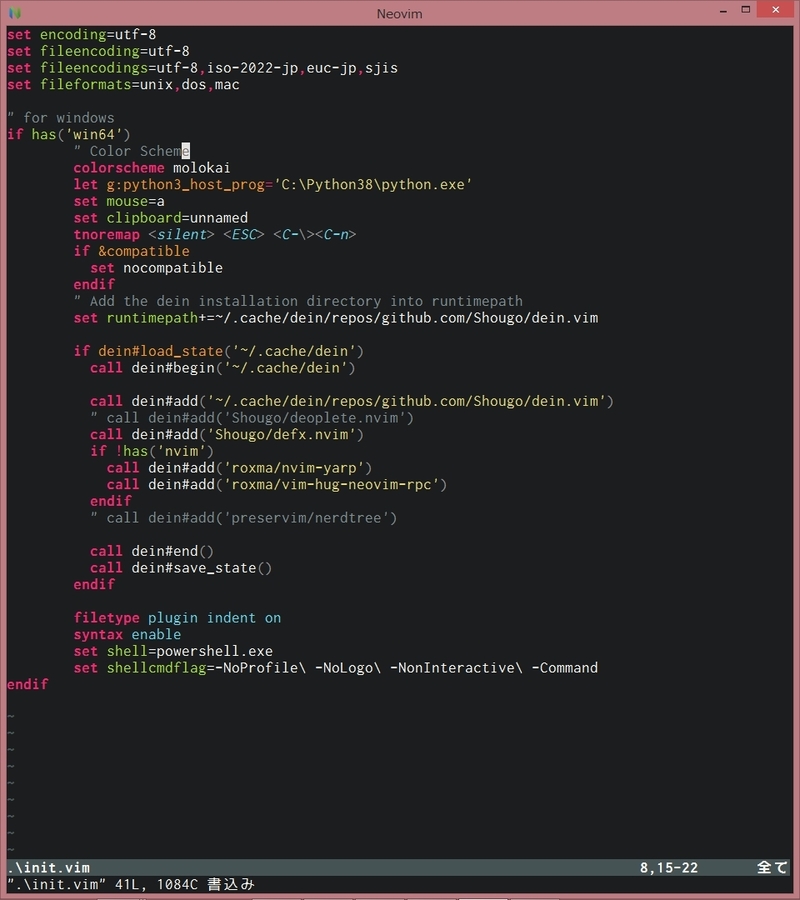 Neovim
set encoding=utf-8
set fileencoding=utf-8
set fileencodings=utf-8,iso-2022-jp,euc-jp,sjis
set fileformats=unix,dos,mac

" for windows
if has('win64')
        " Color Scheme
        colorscheme molokai
        let g:python3_host_prog='C:\Python38\python.exe'
        set mouse=a
        set clipboard=unnamed
        tnoremap <silent> <ESC> <C-\><C-n>
        if &compatible
          set nocompatible
        endif
        " Add the dein installation directory into runtimepath
        set runtimepath+=~/.cache/dein/repos/github.com/Shougo/dein.vim

        if dein#load_state('~/.cache/dein')
          call dein#begin('~/.cache/dein')

          call dein#add('~/.cache/dein/repos/github.com/Shougo/dein.vim')
          " call dein#add('Shougo/deoplete.nvim')
          call dein#add('Shougo/defx.nvim')
          if !has('nvim')
            call dein#add('roxma/nvim-yarp')
            call dein#add('roxma/vim-hug-neovim-rpc')
          endif
          " call dein#add('preservim/nerdtree')

          call dein#end()
          call dein#save_state()
        endif

        filetype plugin indent on
        syntax enable
        set shell=powershell.exe
        set shellcmdflag=-NoProfile\ -NoLogo\ -NonInteractive\ -Command
endif
~
~
~
~
~
~
~
~
~
.\init.vim 8,15-22 全て
".\init.vim" 41L, 1084C 書込み